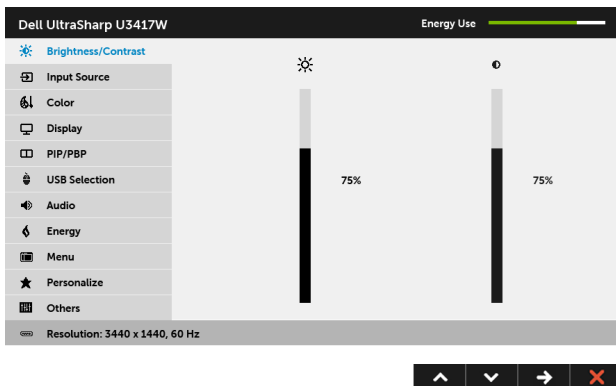 Dell UltraSharp U3417W
Energy Use
Brightness/Contrast
Input Source
Color
Display
PIP/PBP
USB Selection
Audio
Energy
Menu
Personalize
Others
75%
75%
Resolution: 3440 x 1440, 60 Hz